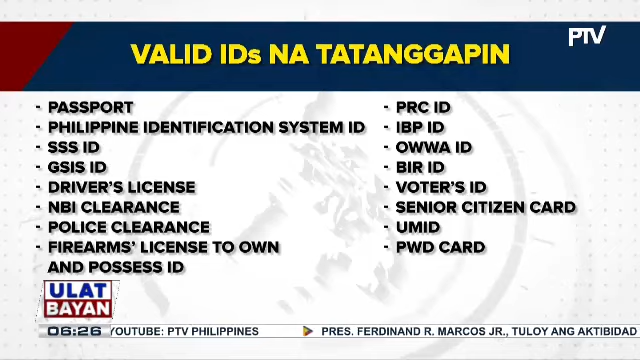 PTV
VALID IDs NA TATANGGAPIN
- PASSPORT
- PHILIPPINE IDENTIFICATION SYSTEM ID
- SSS ID
- GSIS ID
- DRIVER'S LICENSE
- NBI CLEARANCE
- POLICE CLEARANCE
- FIREARMS' LICENSE TO OWN
AND POSSESS ID
- PRC ID
- IBP ID
- OWWA ID
- BIR ID
- VOTER'S ID
- SENIOR CITIZEN CARD
- UMID
- PWD CARD
ULAT
BAYAN
06:26 YOUTUBE: PTV PHILIPPINES PRES. FERDINAND R. MARCOS JR., TULOY ANG AKTIBIDAD